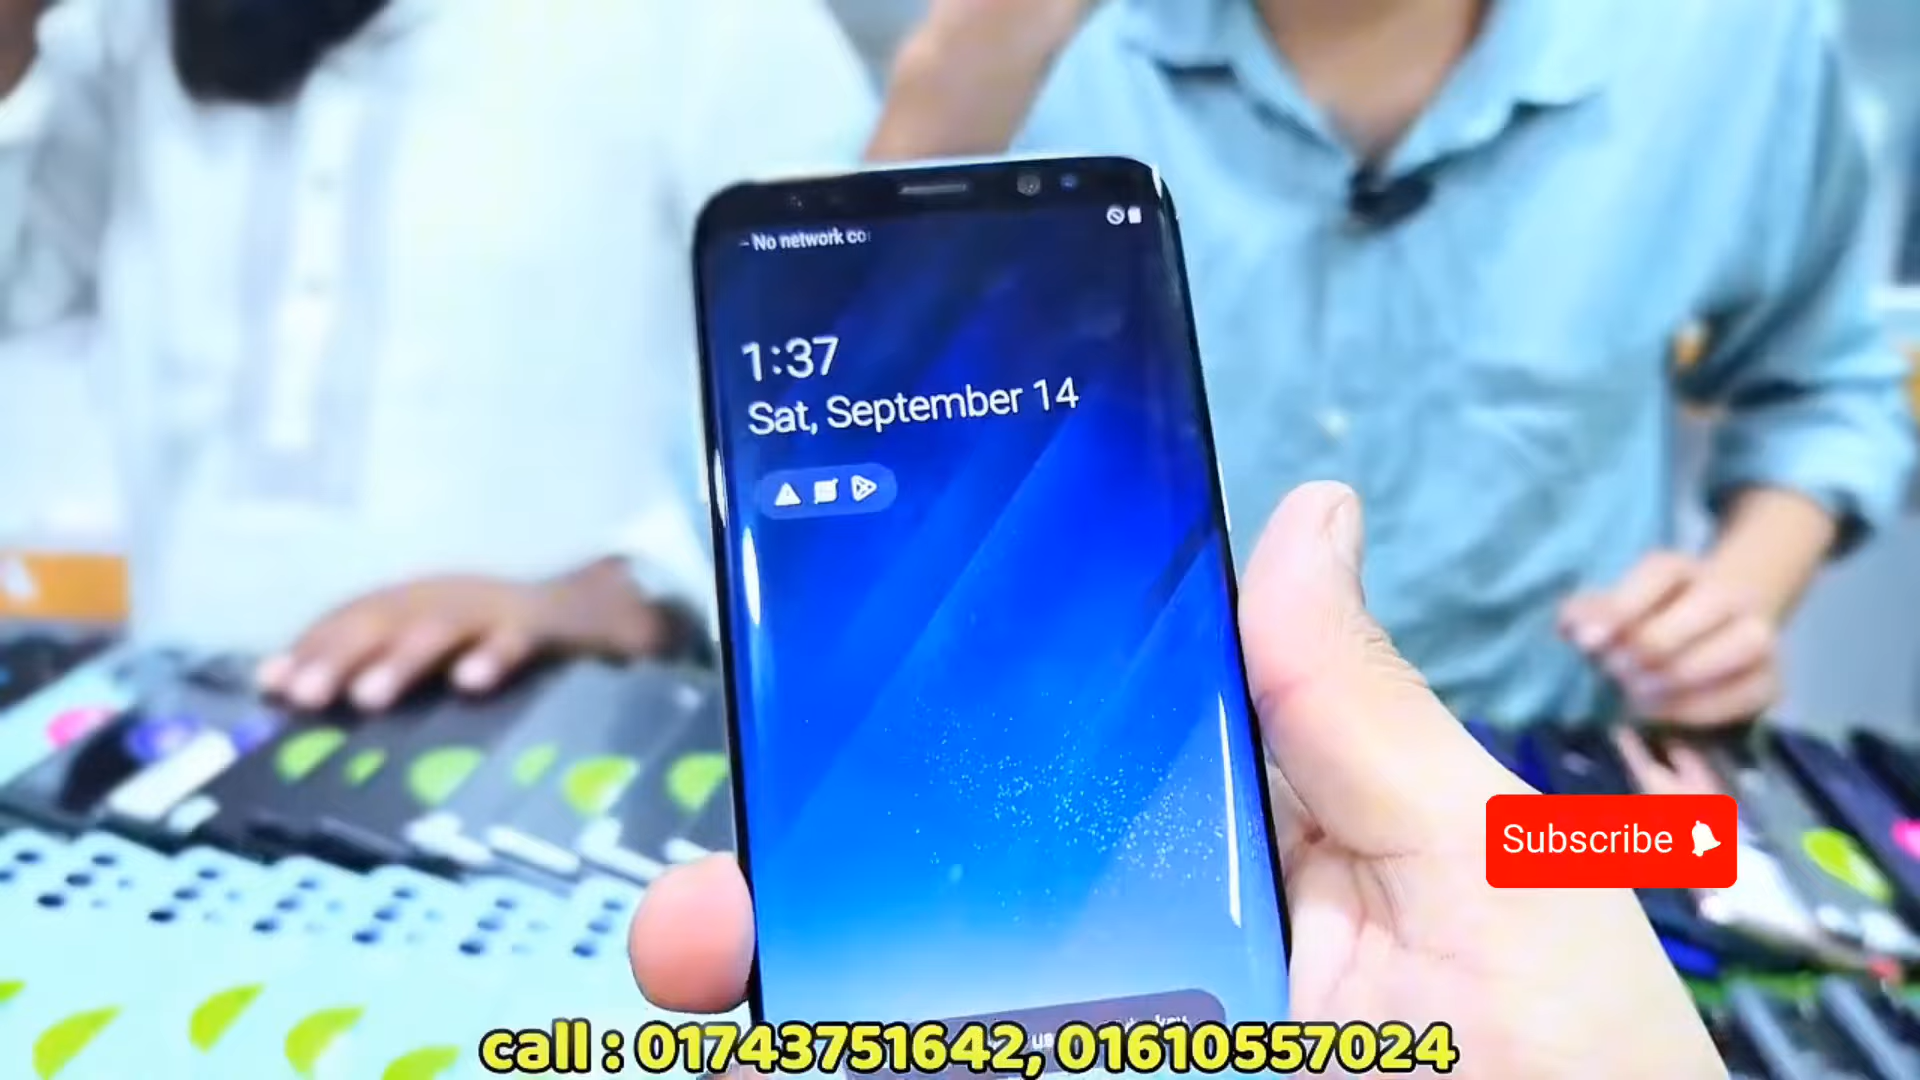 - No network co
1:37
Sat, September 14
Subscribe
call : 01743751642, 01610557024